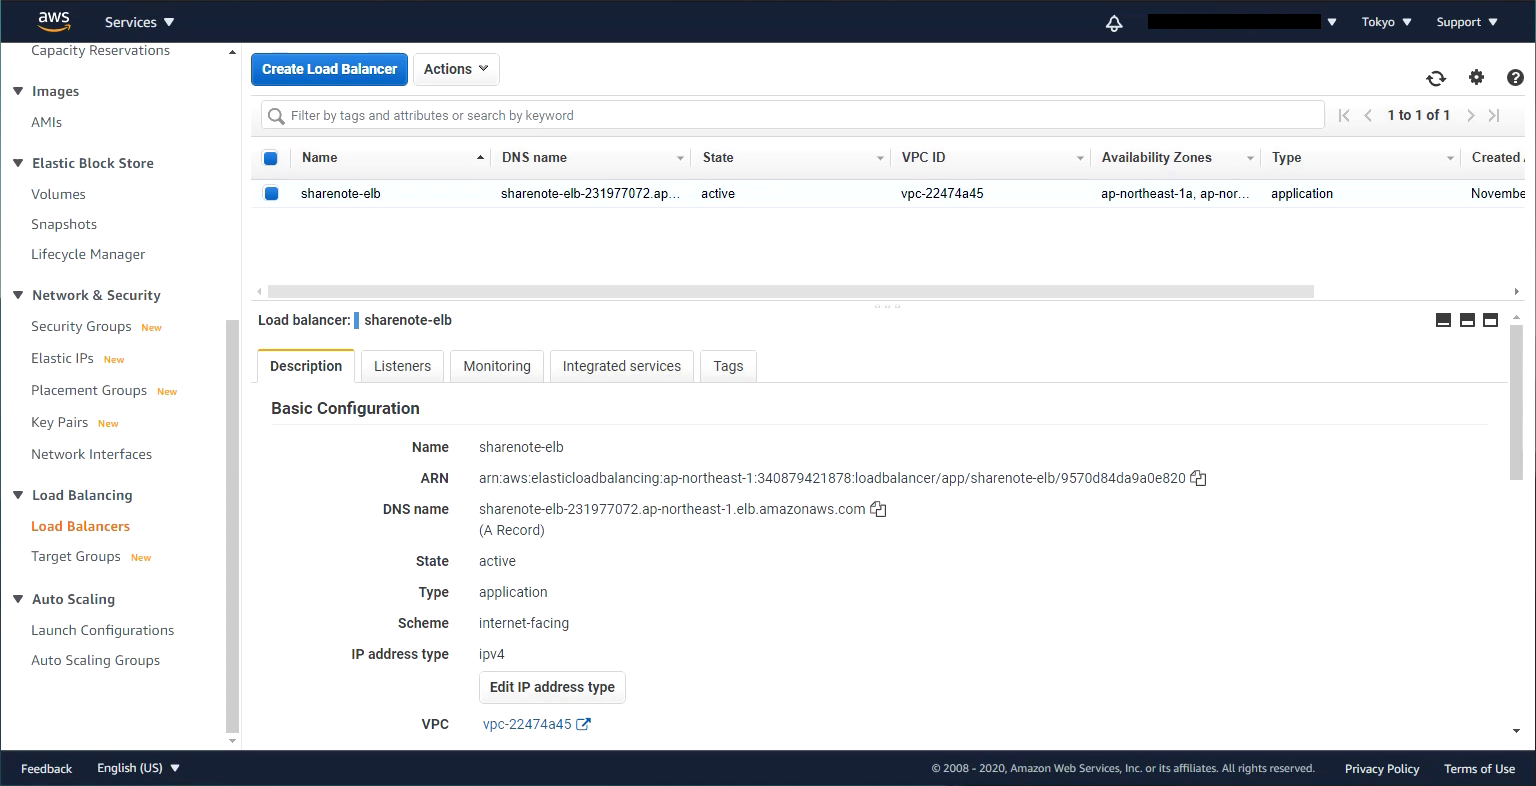 aws Services Tokyo Support
Capacity Reservations
Images
AMIs
Elastic Block Store
Volumes
Snapshots
Lifecycle Manager
Network & Security
Security Groups New
Elastic IPs New
Placement Groups New
Key Pairs New
Network Interfaces
Load Balancing
Load Balancers
Target Groups New
Auto Scaling
Launch Configurations
Auto Scaling Groups
Create Load Balancer Actions
Filter by tags and attributes or search by keyword 1 to 1 of 1
Name DNS name State VPC ID Availability Zones Type Created
sharenote-elb sharenote-elb-231977072.ap... active vpc-22474a45 ap-northeast-1a, ap-nor... application Novembe
Load balancer: sharenote-elb
Description Listeners Monitoring Integrated services Tags
Basic Configuration
Name sharenote-elb
ARN arn:aws:elasticloadbalancing:ap-northeast-1:340879421878:loadbalancer/app/sharenote-elb/9570d84da9a0e820
DNS name sharenote-elb-231977072.ap-northeast-1.elb.amazonaws.com
(A Record)
State active
Type application
Scheme internet-facing
IP address type ipv4
Edit IP address type
VPC vpc-22474a45
Feedback English (US) © 2008 - 2020, Amazon Web Services, Inc. or its affiliates. All rights reserved. Privacy Policy Terms of Use